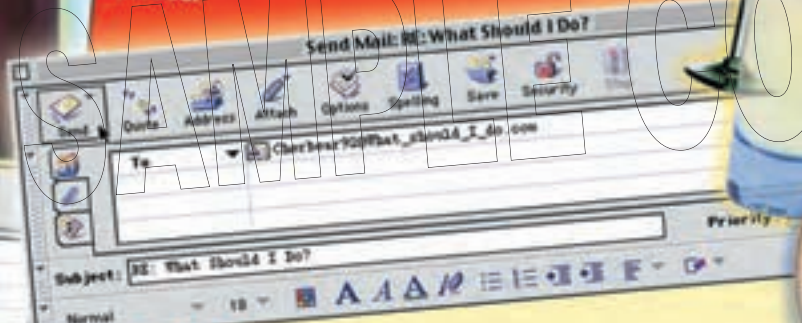 SAMPLE CO
Send Mail: RE: What Should I Do?
Send Quote Address Attach Options Spelling Save Security
To
Subject: RE: What Should I Do?
Priority
Normal 18
A A A